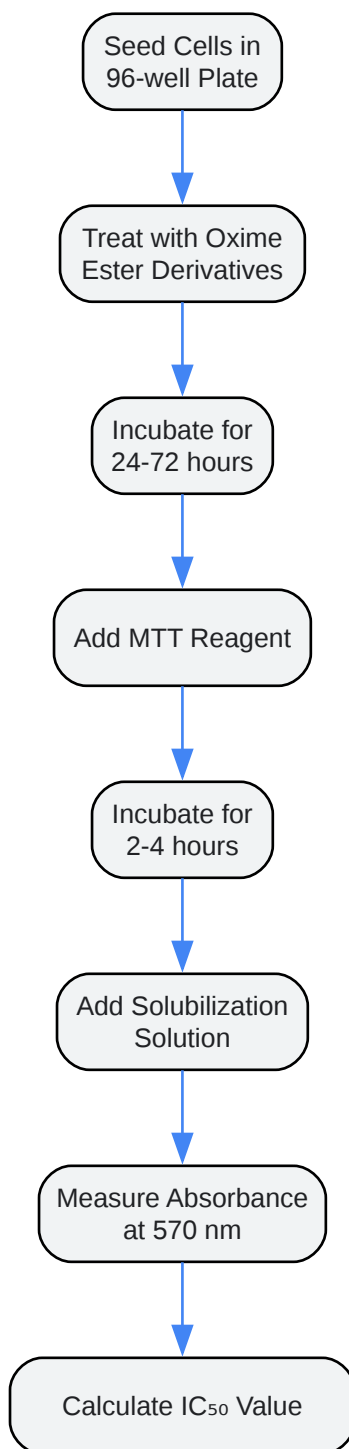 Seed Cells in
96-well Plate
Treat with Oxime
Ester Derivatives
Incubate for
24-72 hours
Add MTT Reagent
Incubate for
2-4 hours
Add Solubilization
Solution
Measure Absorbance
at 570 nm
Calculate IC₅₀ Value